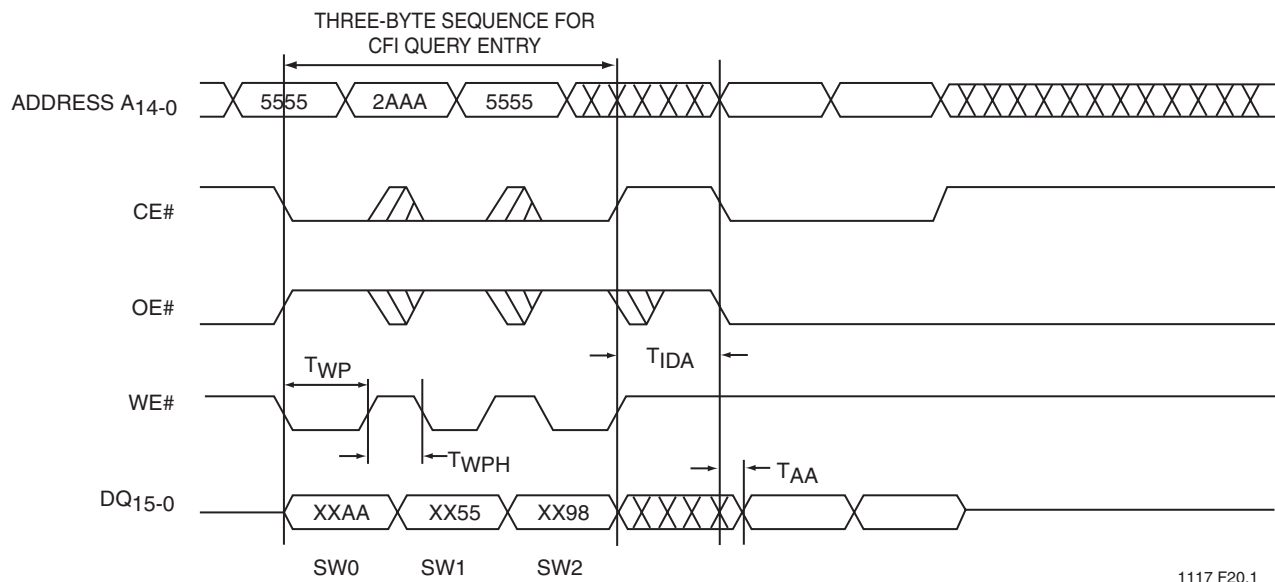 THREE-BYTE SEQUENCE FOR
CFI QUERY ENTRY
ADDRESS A14-0
5555 2AAA 5555
CE#
OE#
TWP
TIDA
WE#
TWPH
TAA
DQ15-0
XXAA XX55 XX98
SW0 SW1 SW2
1117 F20.1